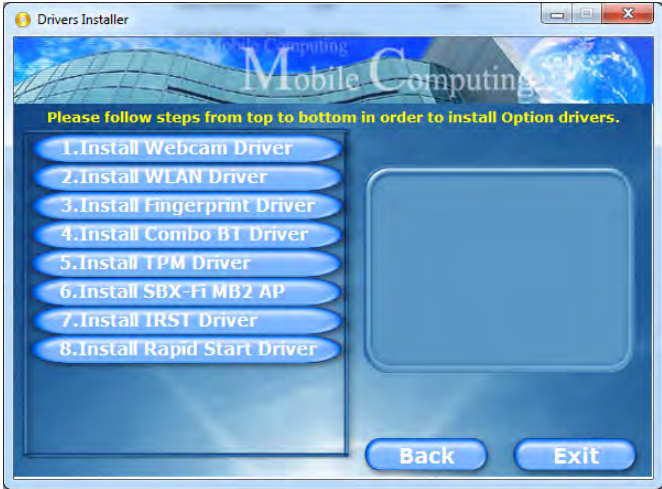 Drivers Installer
Mobile Computing
Mobile Computing
Please follow steps from top to bottom in order to install Option drivers.
1.Install Webcam Driver
2.Install WLAN Driver
3.Install Fingerprint Driver
4.Install Combo BT Driver
5.Install TPM Driver
6.Install SBX-Fi MB2 AP
7.Install IRST Driver
8.Install Rapid Start Driver
Back
Exit